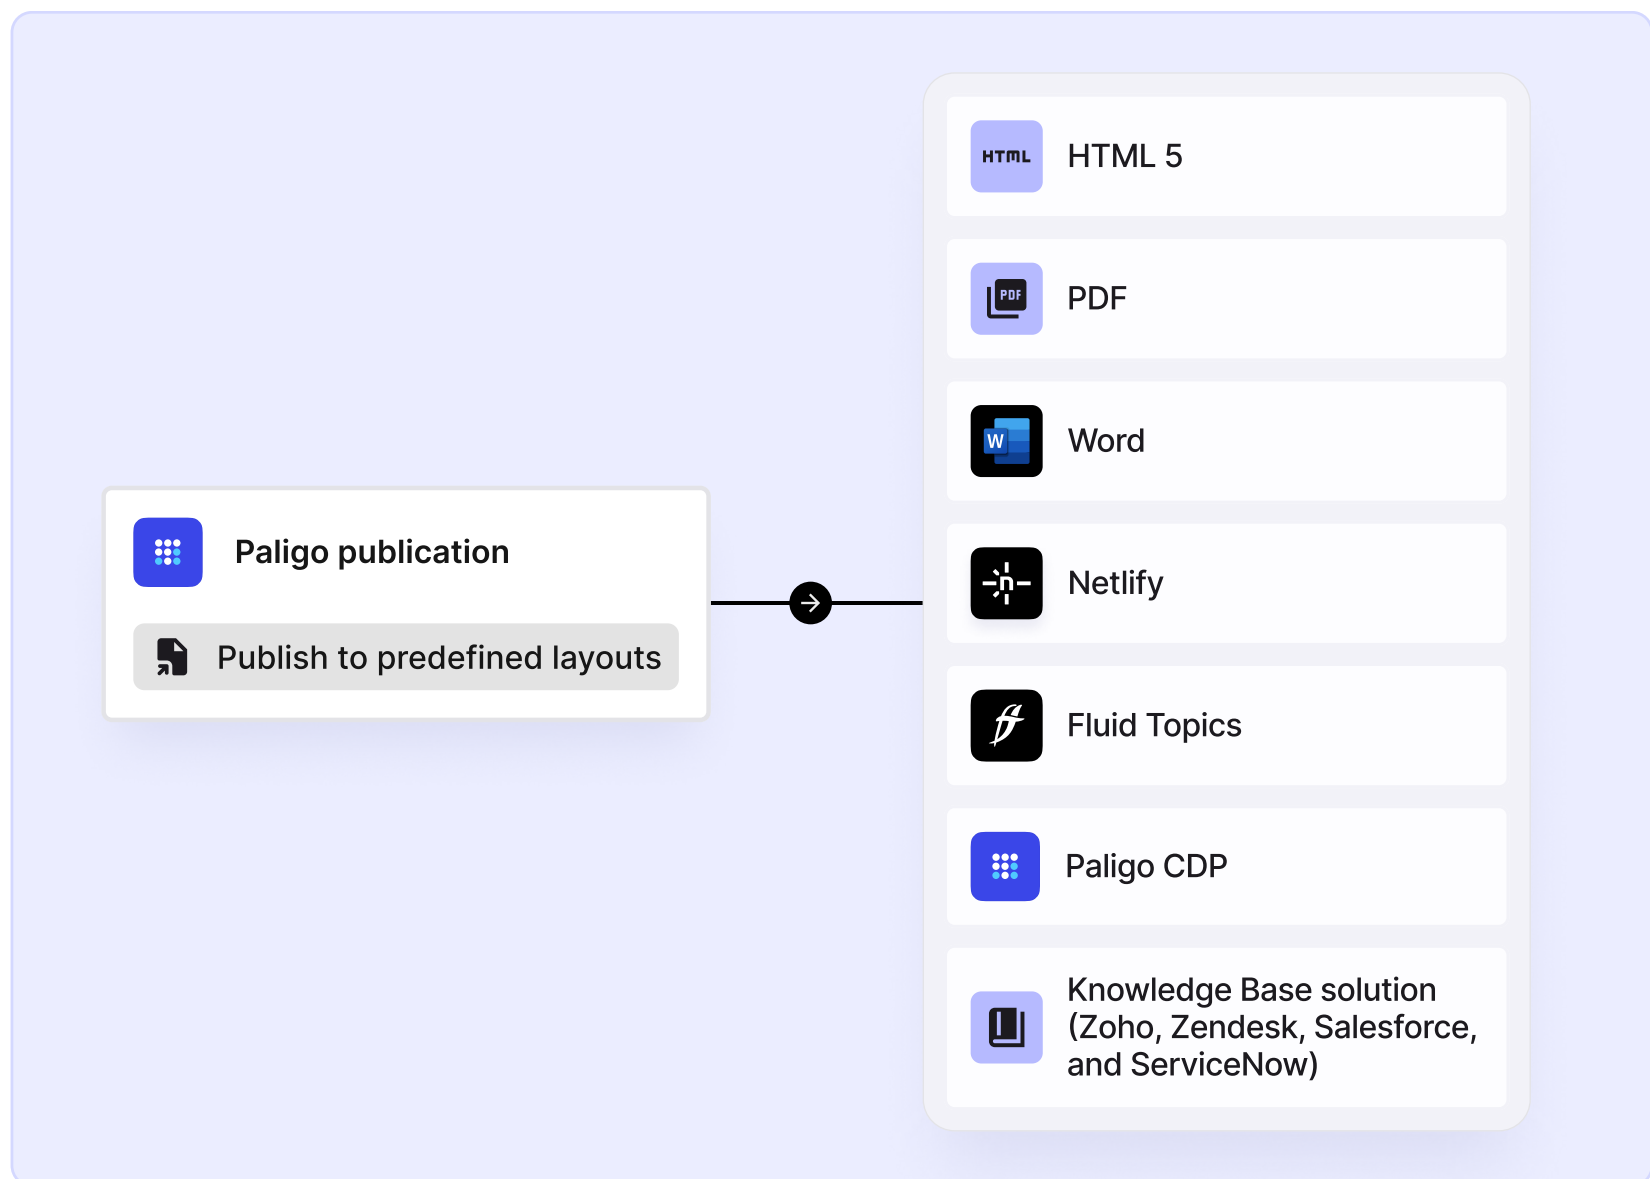 Paligo publication
Publish to predefined layouts
HTML
HTML 5
PDF
PDF
W
Word
n
Netlify
Fluid Topics
Paligo CDP
Knowledge Base solution
(Zoho, Zendesk, Salesforce,
and ServiceNow)